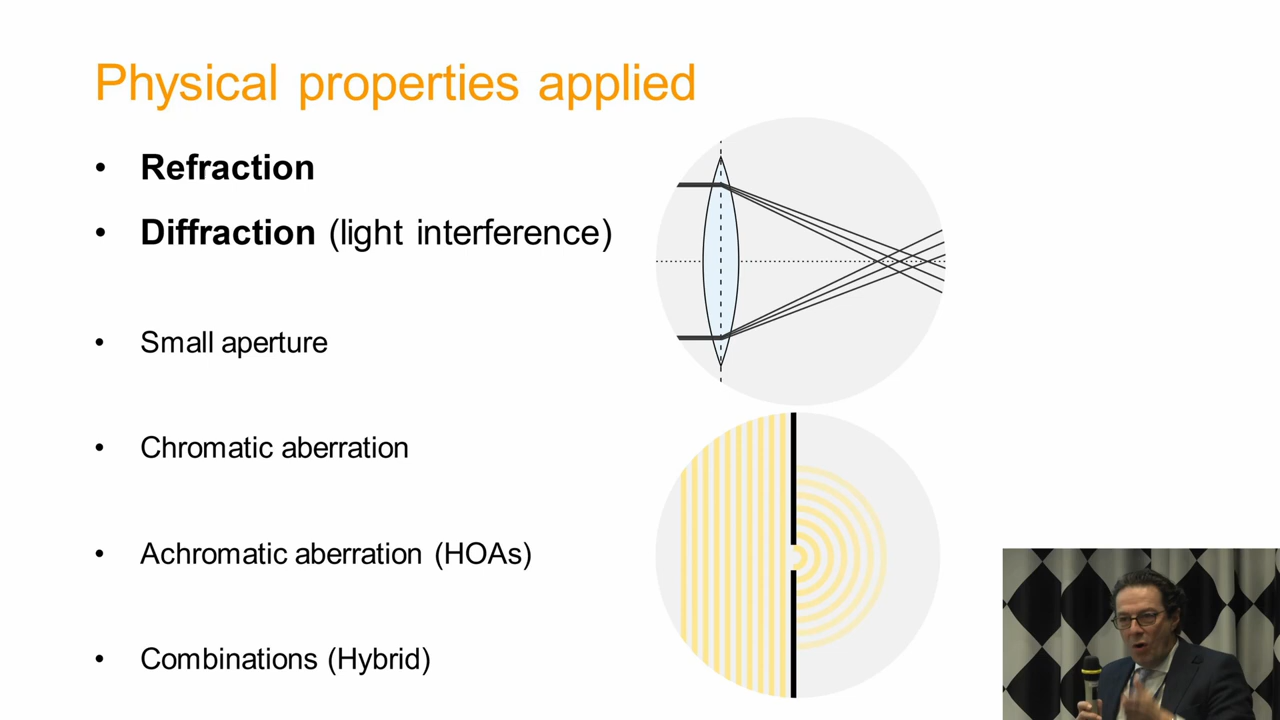 Physical properties applied
• Refraction
• Diffraction (light interference)
• Small aperture
• Chromatic aberration
• Achromatic aberration (HOAs)
• Combinations (Hybrid)